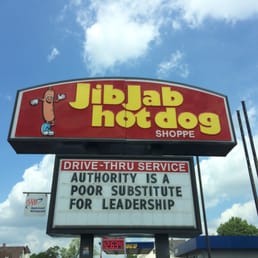 JibJab
hot dog
SHOPPE
DRIVE-THRU SERVICE
AUTHORITY IS A
POOR SUBSTITUTE
FOR LEADERSHIP